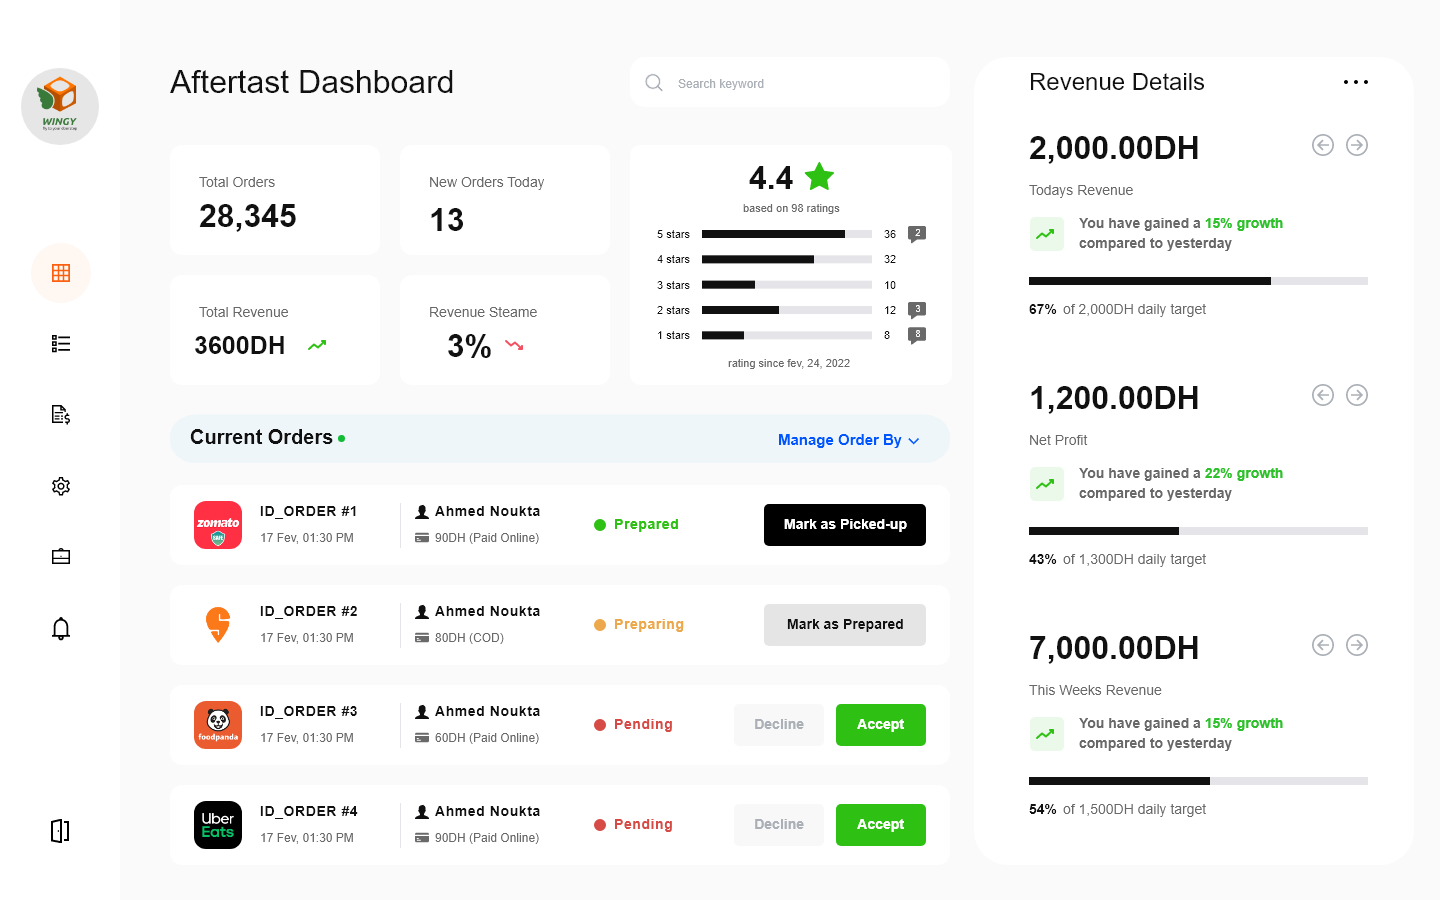 WINGY
Aftertast Dashboard
Search keyword
Total Orders
28,345
New Orders Today
13
Total Revenue
3600DH
Revenue Steame
3%
4.4
based on 98 ratings
5 stars 36 2
4 stars 32
3 stars 10
2 stars 12 3
1 stars 8 8
rating since fev, 24, 2022
Current Orders
Manage Order By
zomato
ID_ORDER #1
17 Fev, 01:30 PM
Ahmed Noukta
90DH (Paid Online)
Prepared
Mark as Picked-up
ID_ORDER #2
17 Fev, 01:30 PM
Ahmed Noukta
80DH (COD)
Preparing
Mark as Prepared
foodpanda
ID_ORDER #3
17 Fev, 01:30 PM
Ahmed Noukta
60DH (Paid Online)
Pending
Decline
Accept
Uber
Eats
ID_ORDER #4
17 Fev, 01:30 PM
Ahmed Noukta
90DH (Paid Online)
Pending
Decline
Accept
Revenue Details
2,000.00DH
Todays Revenue
You have gained a 15% growth
compared to yesterday
67% of 2,000DH daily target
1,200.00DH
Net Profit
You have gained a 22% growth
compared to yesterday
43% of 1,300DH daily target
7,000.00DH
This Weeks Revenue
You have gained a 15% growth
compared to yesterday
54% of 1,500DH daily target